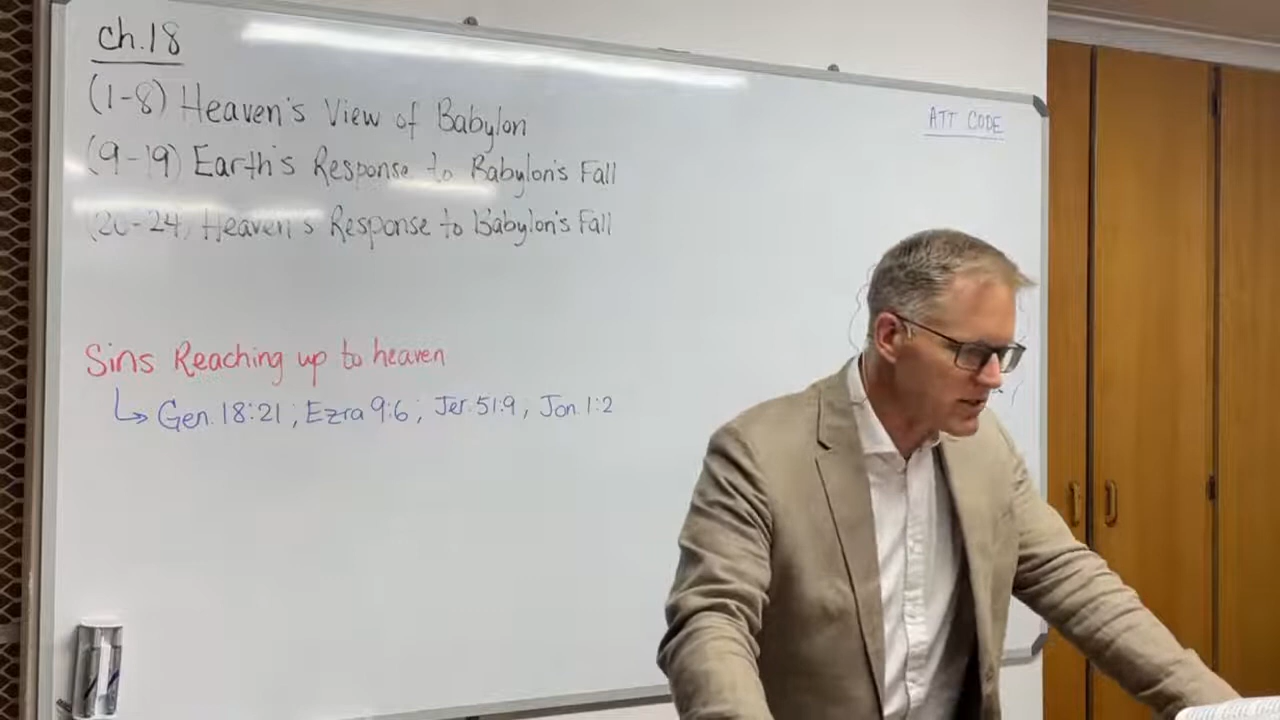 ch.18
(1-8) Heaven's View of Babylon
(9-19) Earth's Response to Babylon's Fall
(20-24) Heaven's Response to Babylon's Fall
ATT CODE
Sins Reaching up to heaven
↳ Gen. 18:21 ; Ezra 9:6 ; Jer. 51:9 , Jon. 1:2